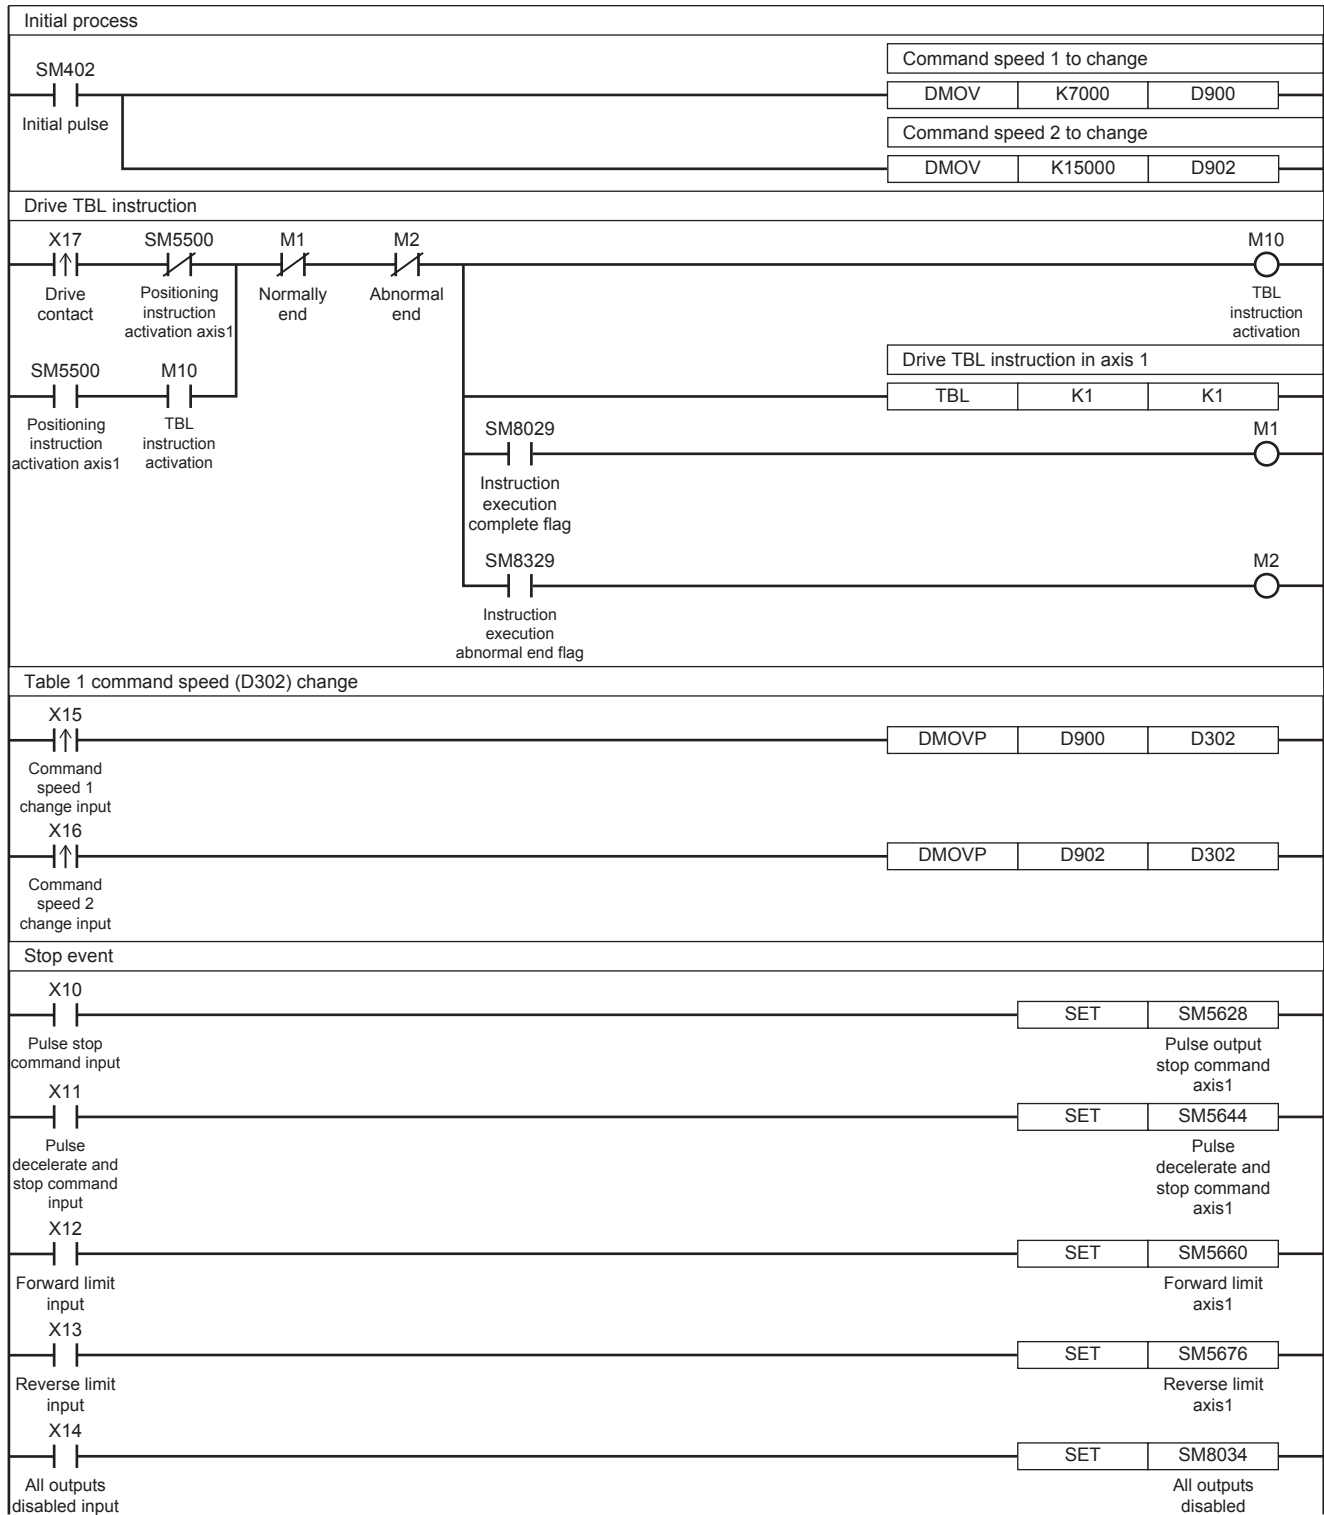 Initial process
SM402
Initial pulse
Command speed 1 to change
DMOV K7000 D900
Command speed 2 to change
DMOV K15000 D902
Drive TBL instruction
X17 SM5500 M1 M2 M10
Drive
contact
Positioning
instruction
activation axis1
Normally
end
Abnormal
end
TBL
instruction
activation
SM5500 M10
Positioning
instruction
activation axis1
TBL
instruction
activation
Drive TBL instruction in axis 1
TBL K1 K1
SM8029 M1
Instruction
execution
complete flag
SM8329 M2
Instruction
execution
abnormal end flag
Table 1 command speed (D302) change
X15
Command
speed 1
change input
DMOVP D900 D302
X16
Command
speed 2
change input
DMOVP D902 D302
Stop event
X10
Pulse stop
command input
SET SM5628
Pulse output
stop command
axis1
X11
Pulse
decelerate and
stop command
input
SET SM5644
Pulse
decelerate and
stop command
axis1
X12
Forward limit
input
SET SM5660
Forward limit
axis1
X13
Reverse limit
input
SET SM5676
Reverse limit
axis1
X14
All outputs
disabled input
SET SM8034
All outputs
disabled